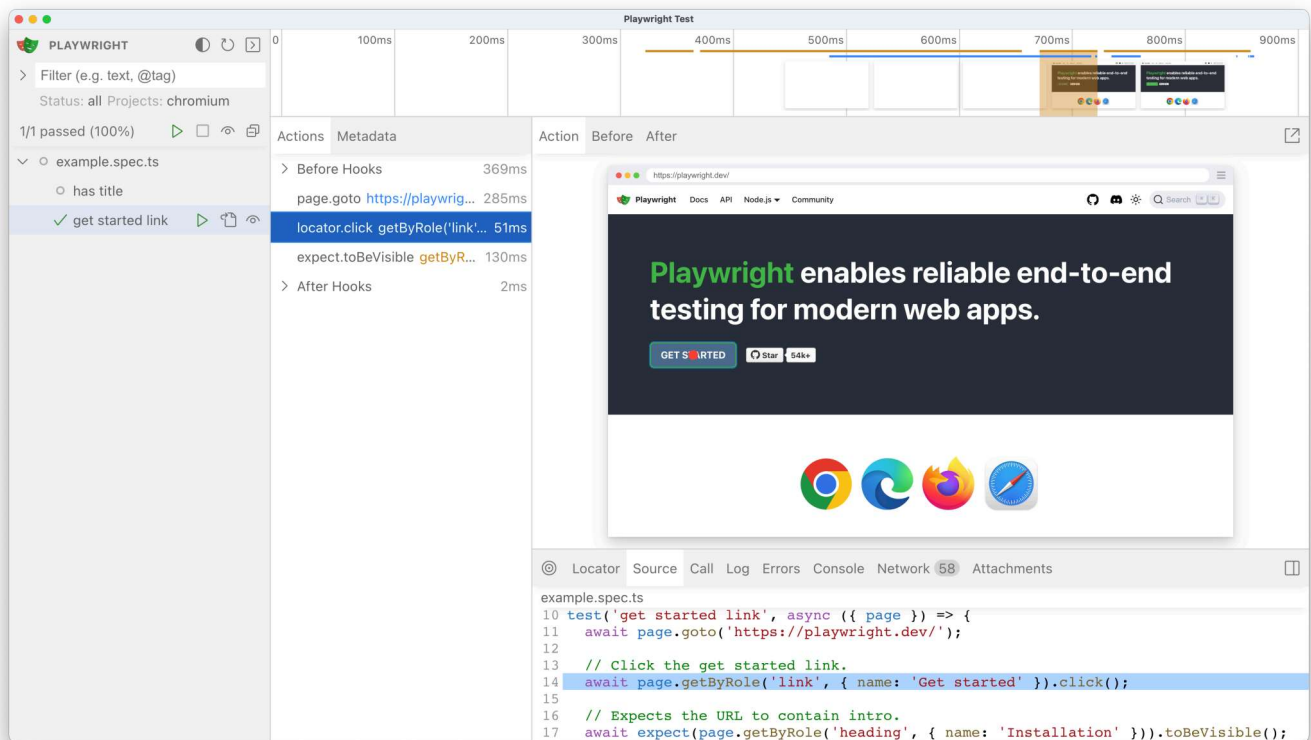 Playwright Test
PLAYWRIGHT
Filter (e.g. text, @tag)
Status: all Projects: chromium
1/1 passed (100%)
example.spec.ts
has title
get started link
0 100ms 200ms 300ms 400ms 500ms 600ms 700ms 800ms 900ms
Actions Metadata
Before Hooks 369ms
page.goto https://playwrig... 285ms
locator.click getByRole('link'... 51ms
expect.toBeVisible getByR... 130ms
After Hooks 2ms
Action Before After
https://playwright.dev/
Playwright Docs API Node.js Community Search
Playwright enables reliable end-to-end
testing for modern web apps.
GET STARTED Star 54k+
Locator Source Call Log Errors Console Network 58 Attachments
example.spec.ts
10 test('get started link', async ({ page }) => {
11 await page.goto('https://playwright.dev/');
12
13 // Click the get started link.
14 await page.getByRole('link', { name: 'Get started' }).click();
15
16 // Expects the URL to contain intro.
17 await expect(page.getByRole('heading', { name: 'Installation' })).toBeVisible();